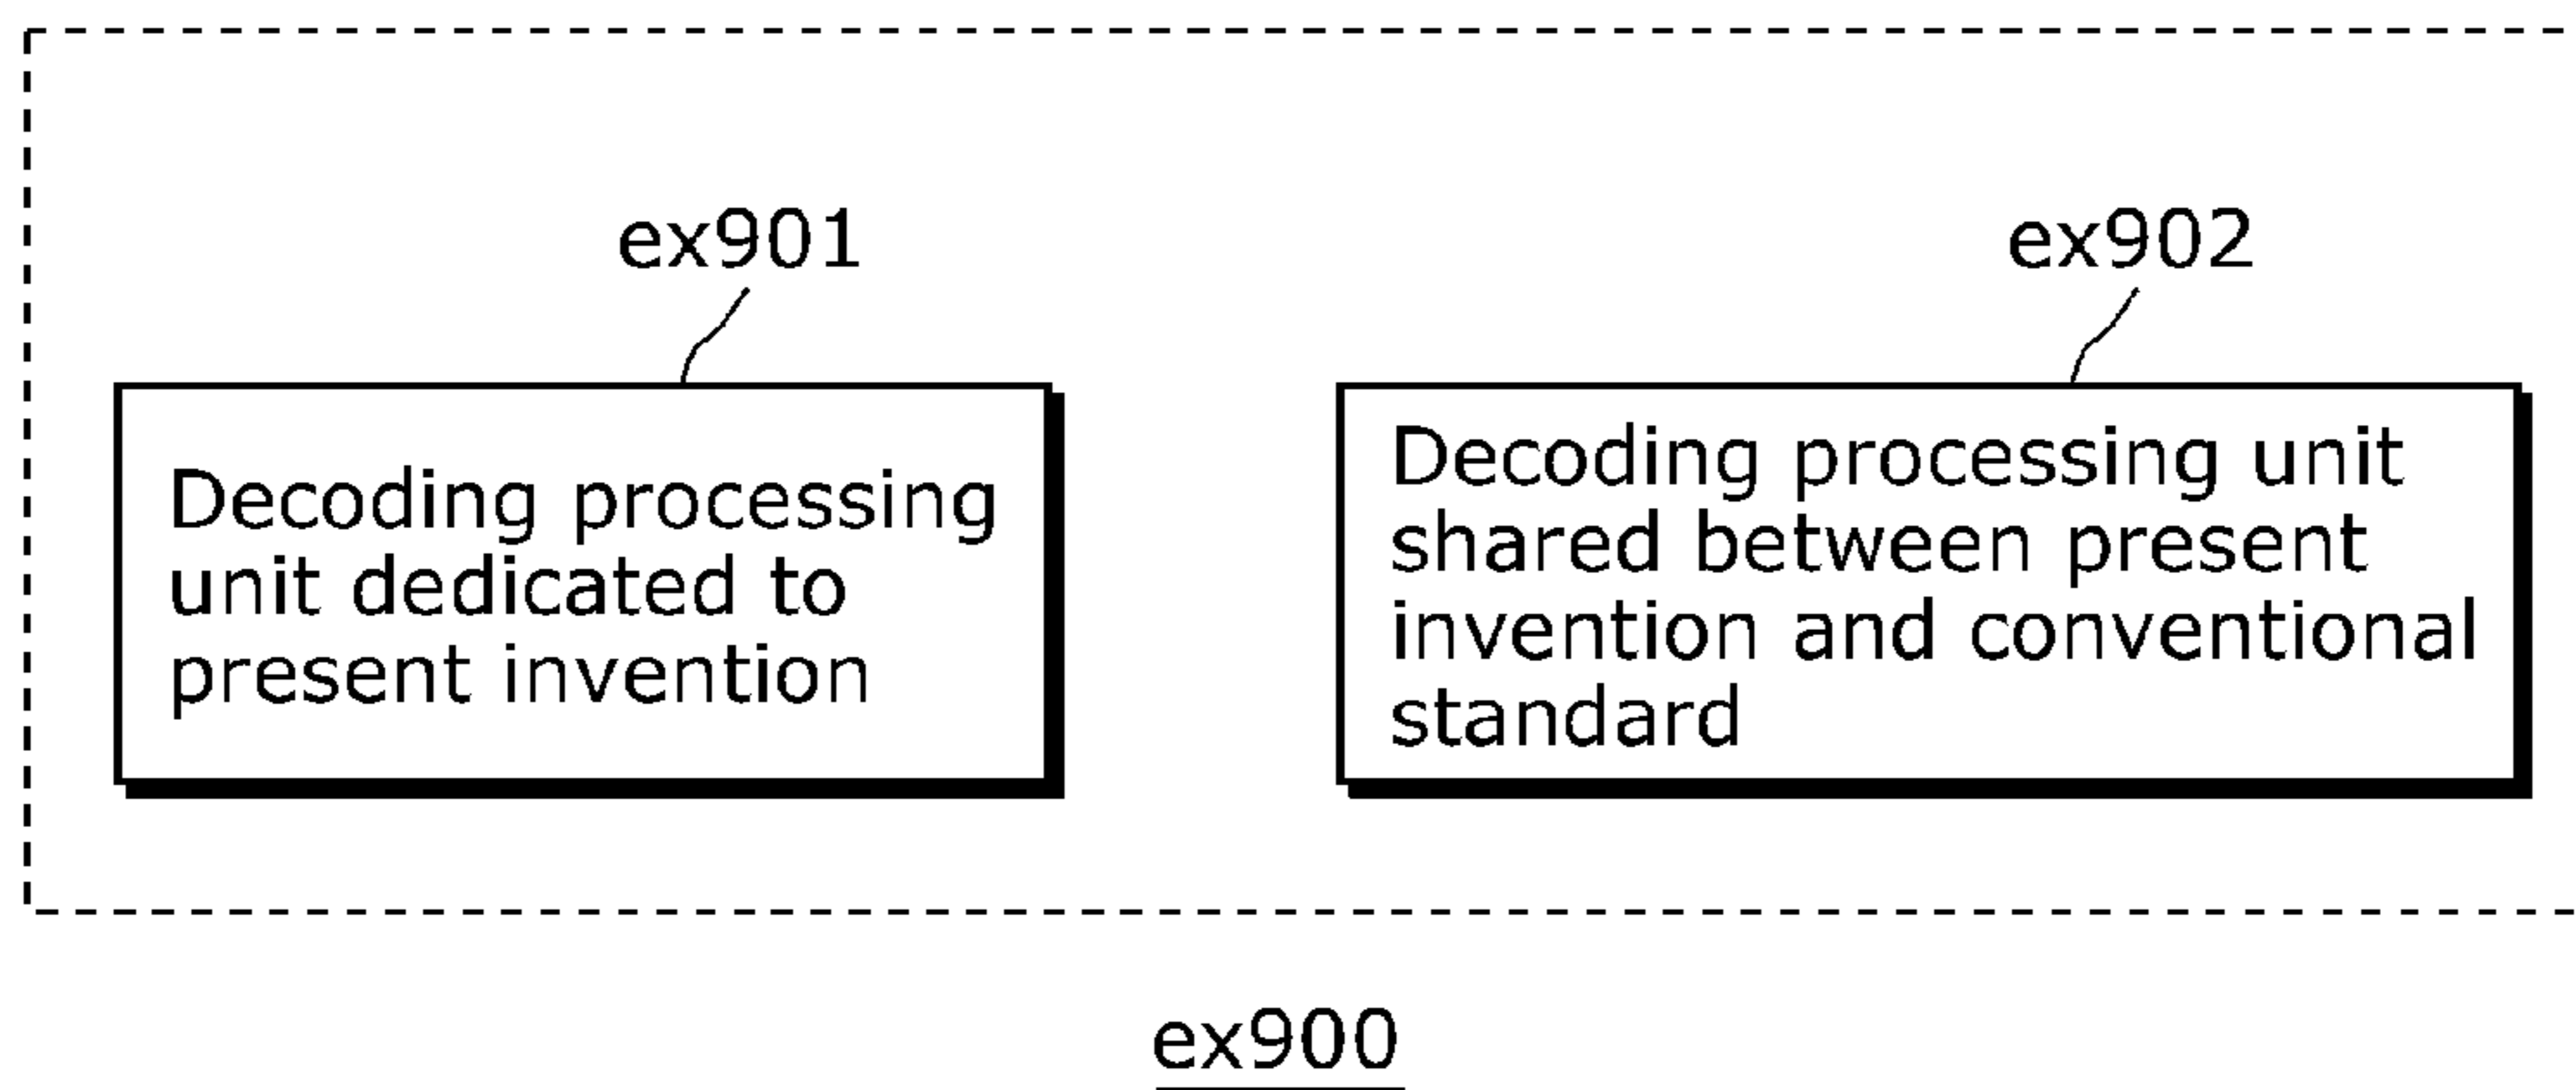 ex901
Decoding processing
unit dedicated to
present invention
ex902
Decoding processing unit
shared between present
invention and conventional
standard
ex900